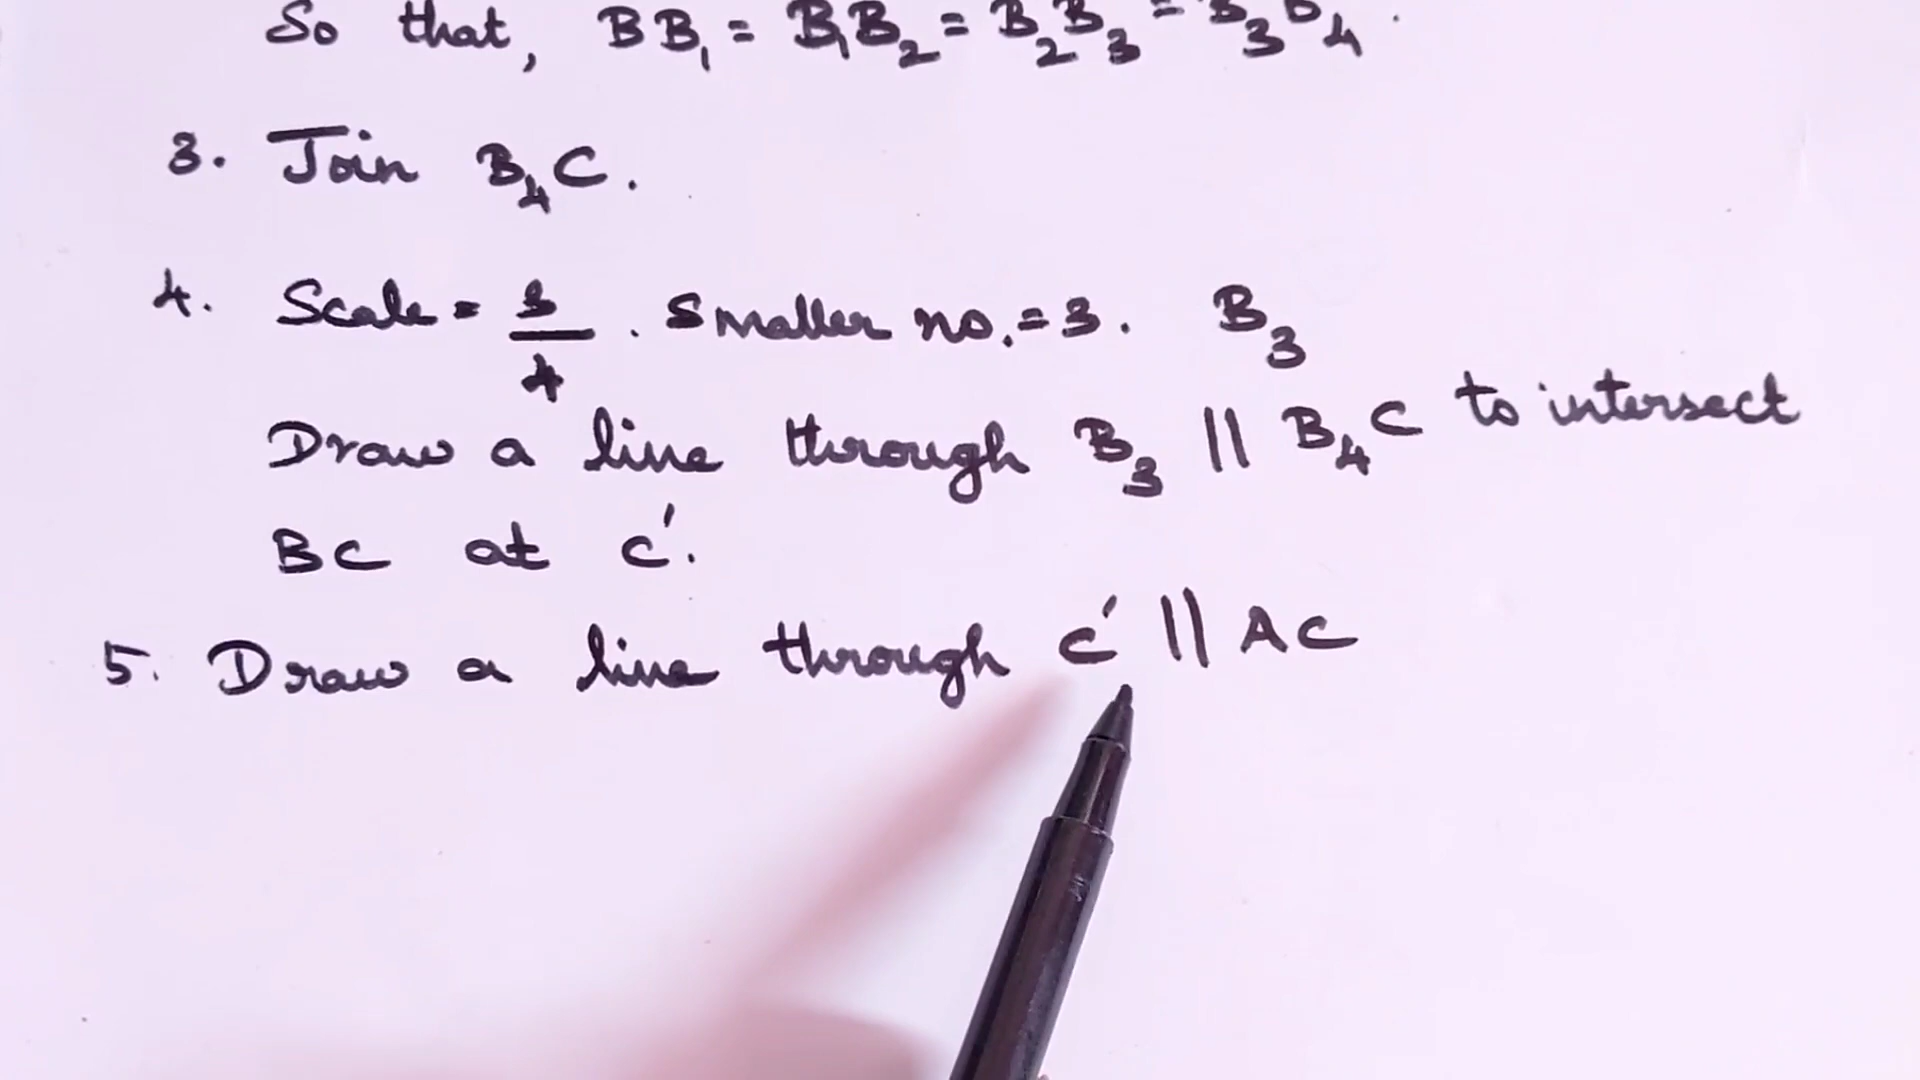 So that, BB₁ = B₁B₂ = B₂B₃ = B₃B₄.
3. Join B₄C.
4. Scale = 3/4. Smaller no. = 3. B₃
Draw a line through B₃ || B₄C to intersect
BC at C'.
5. Draw a line through C' || AC